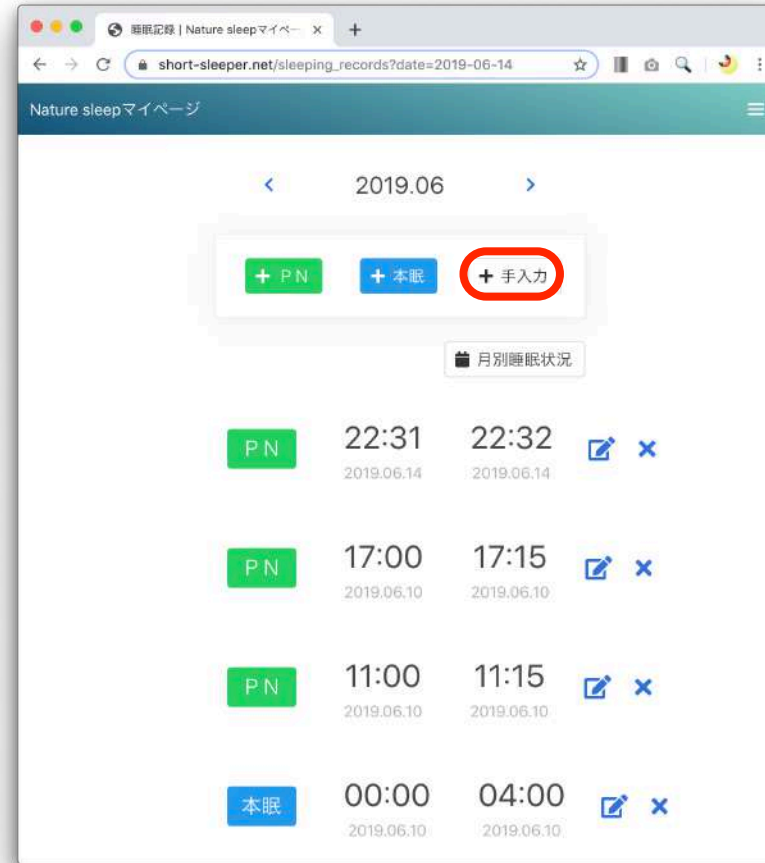 睡眠記録 | Nature sleepマイペー
short-sleeper.net/sleeping_records?date=2019-06-14
Nature sleepマイページ
2019.06
PN 本眠 手入力
月別睡眠状況
PN 22:31 22:32
2019.06.14 2019.06.14
PN 17:00 17:15
2019.06.10 2019.06.10
PN 11:00 11:15
2019.06.10 2019.06.10
本眠 00:00 04:00
2019.06.10 2019.06.10